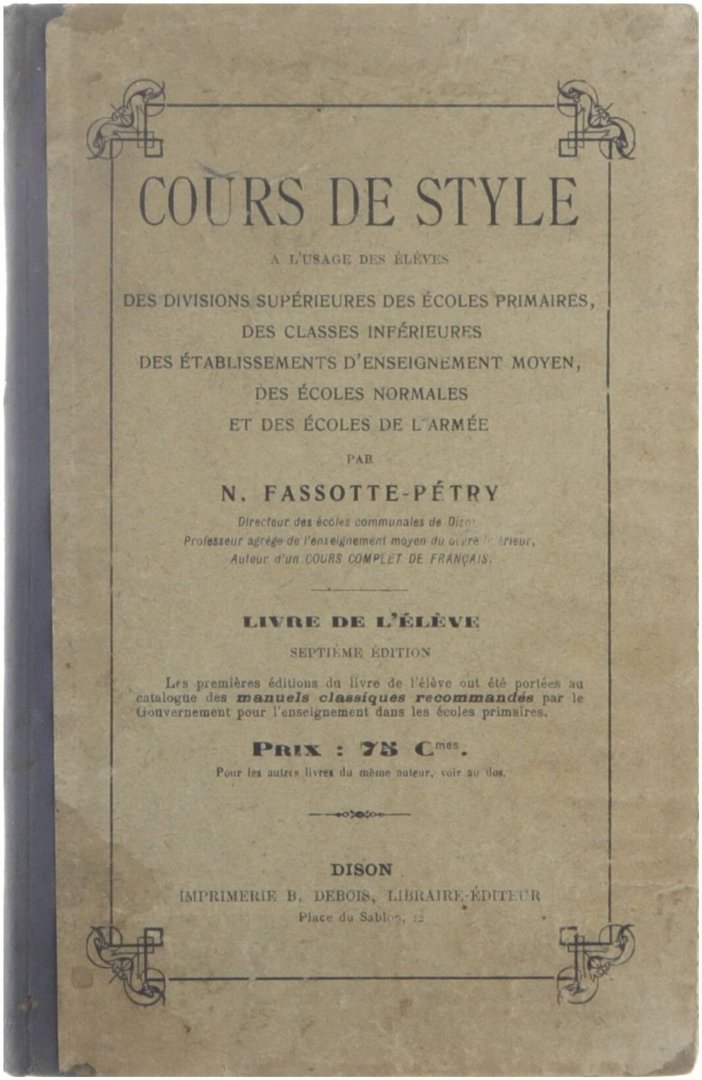 COURS DE STYLE
A L'USAGE DES ÉLÈVES
DES DIVISIONS SUPÉRIEURES DES ÉCOLES PRIMAIRES,
DES CLASSES INFÉRIEURES
DES ÉTABLISSEMENTS D'ENSEIGNEMENT MOYEN,
DES ÉCOLES NORMALES
ET DES ÉCOLES DE L'ARMÉE
PAR
N. FASSOTTE-PÉTRY
Directeur des écoles communales de Dison
Professeur agrégé de l'enseignement moyen du
Auteur d'un COURS COMPLET DE FRANÇAIS.
LIVRE DE L'ÉLÈVE
SEPTIÈME ÉDITION
Les premières éditions du livre de l'élève ont été portées au
catalogue des manuels classiques recommandés par le
Gouvernement pour l'enseignement dans les écoles primaires.
PRIX : 75 Cmes.
Pour les autres livres du même auteur, voir au dos.
DISON
IMPRIMERIE B. DEBOIS, LIBRAIRE-ÉDITEUR
Place du Sablon,